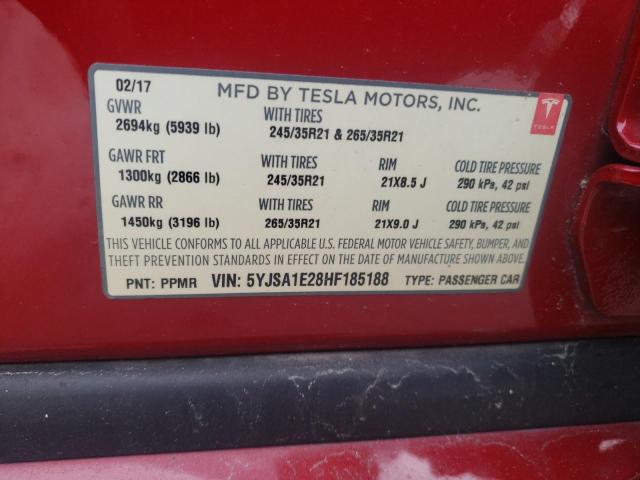 02/17
MFD BY TESLA MOTORS, INC.
GVWR
2694kg (5939 lb)
WITH TIRES
245/35R21 & 265/35R21
TESLA
GAWR FRT
1300kg (2866 lb)
WITH TIRES
245/35R21
RIM
21X8.5 J
COLD TIRE PRESSURE
290 kPa, 42 psi
GAWR RR
1450kg (3196 lb)
WITH TIRES
265/35R21
RIM
21X9.0 J
COLD TIRE PRESSURE
290 kPa, 42 psi
THIS VEHICLE CONFORMS TO ALL APPLICABLE U.S. FEDERAL MOTOR VEHICLE SAFETY, BUMPER, AND
THEFT PREVENTION STANDARDS IN EFFECT ON THE DATE OF MANUFACTURE SHOWN ABOVE.
PNT: PPMR VIN: 5YJSA1E28HF185188 TYPE: PASSENGER CAR